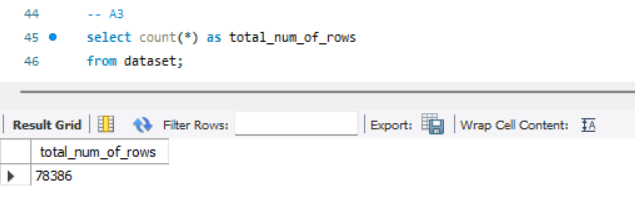 44 -- A3
45 select count(*) as total_num_of_rows
46 from dataset;
Result Grid Filter Rows: Export: Wrap Cell Content: IA
total_num_of_rows
78386